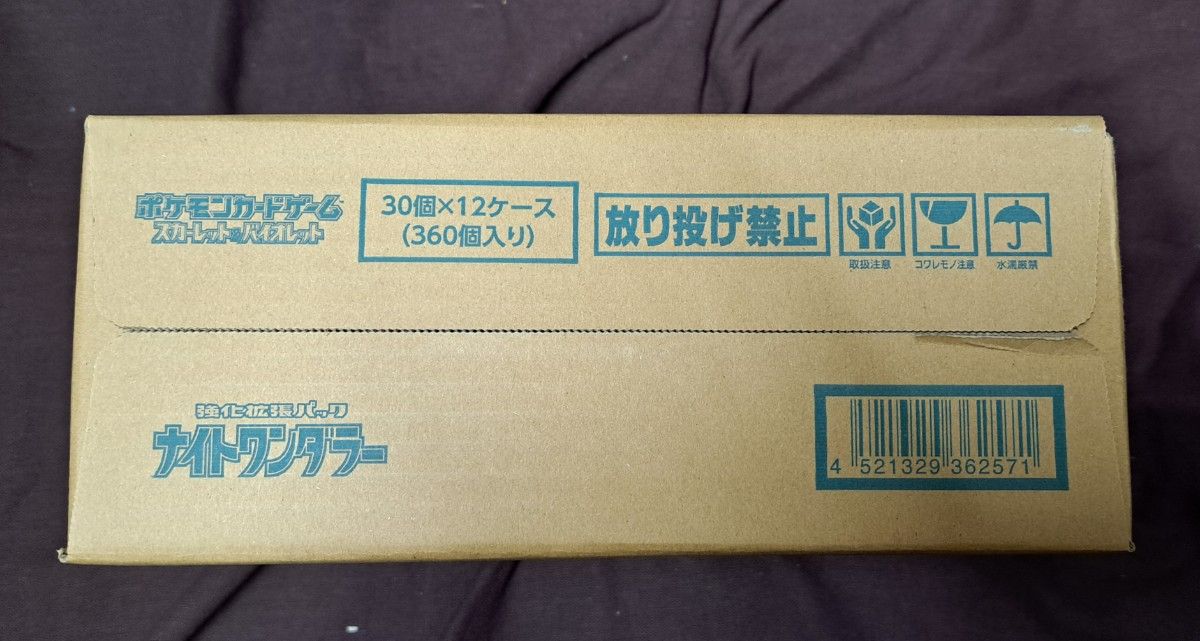 ポケモンカードゲーム
スカーレット&バイオレット
30個×12ケース
(360個入り)
放り投げ禁止
取扱注意
コワレモノ注意
水濡厳禁
強化拡張パック
ナイトワンダラー
4 521329 362571